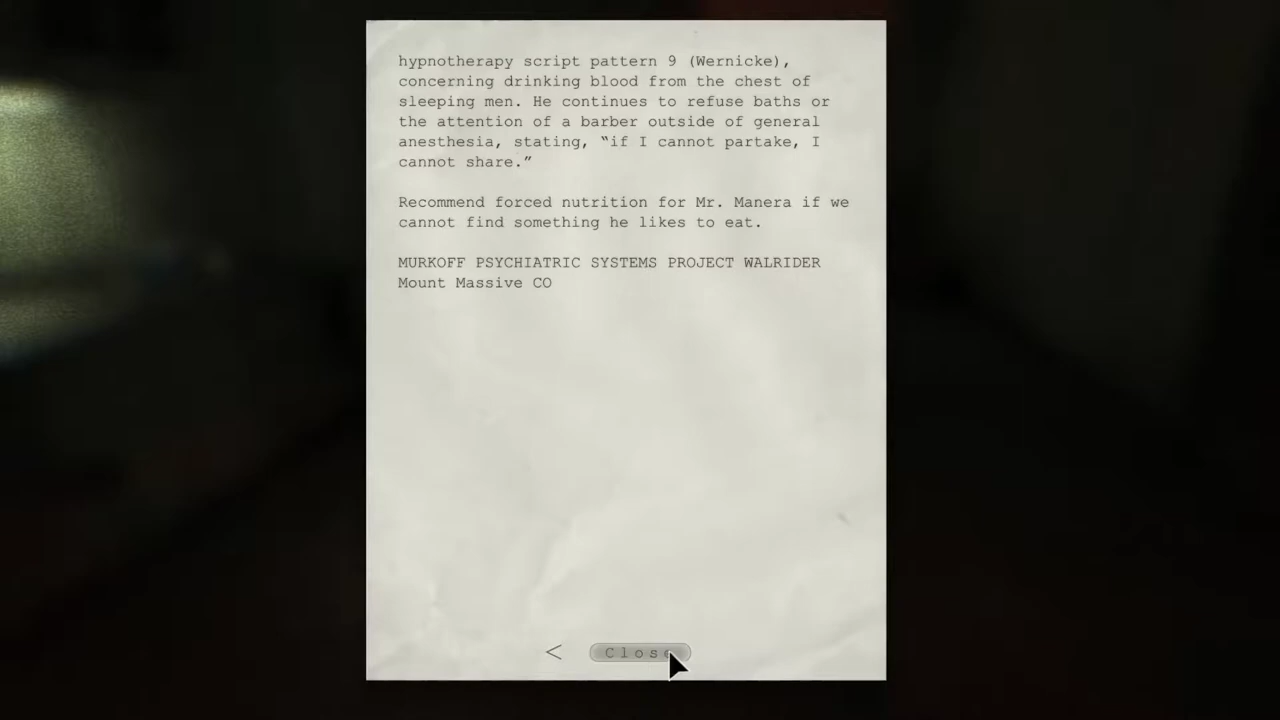 hypnotherapy script pattern 9 (Wernicke),
concerning drinking blood from the chest of
sleeping men. He continues to refuse baths or
the attention of a barber outside of general
anesthesia, stating, “if I cannot partake, I
cannot share.”
Recommend forced nutrition for Mr. Manera if we
cannot find something he likes to eat.
MURKOFF PSYCHIATRIC SYSTEMS PROJECT WALRIDER
Mount Massive CO
< Close